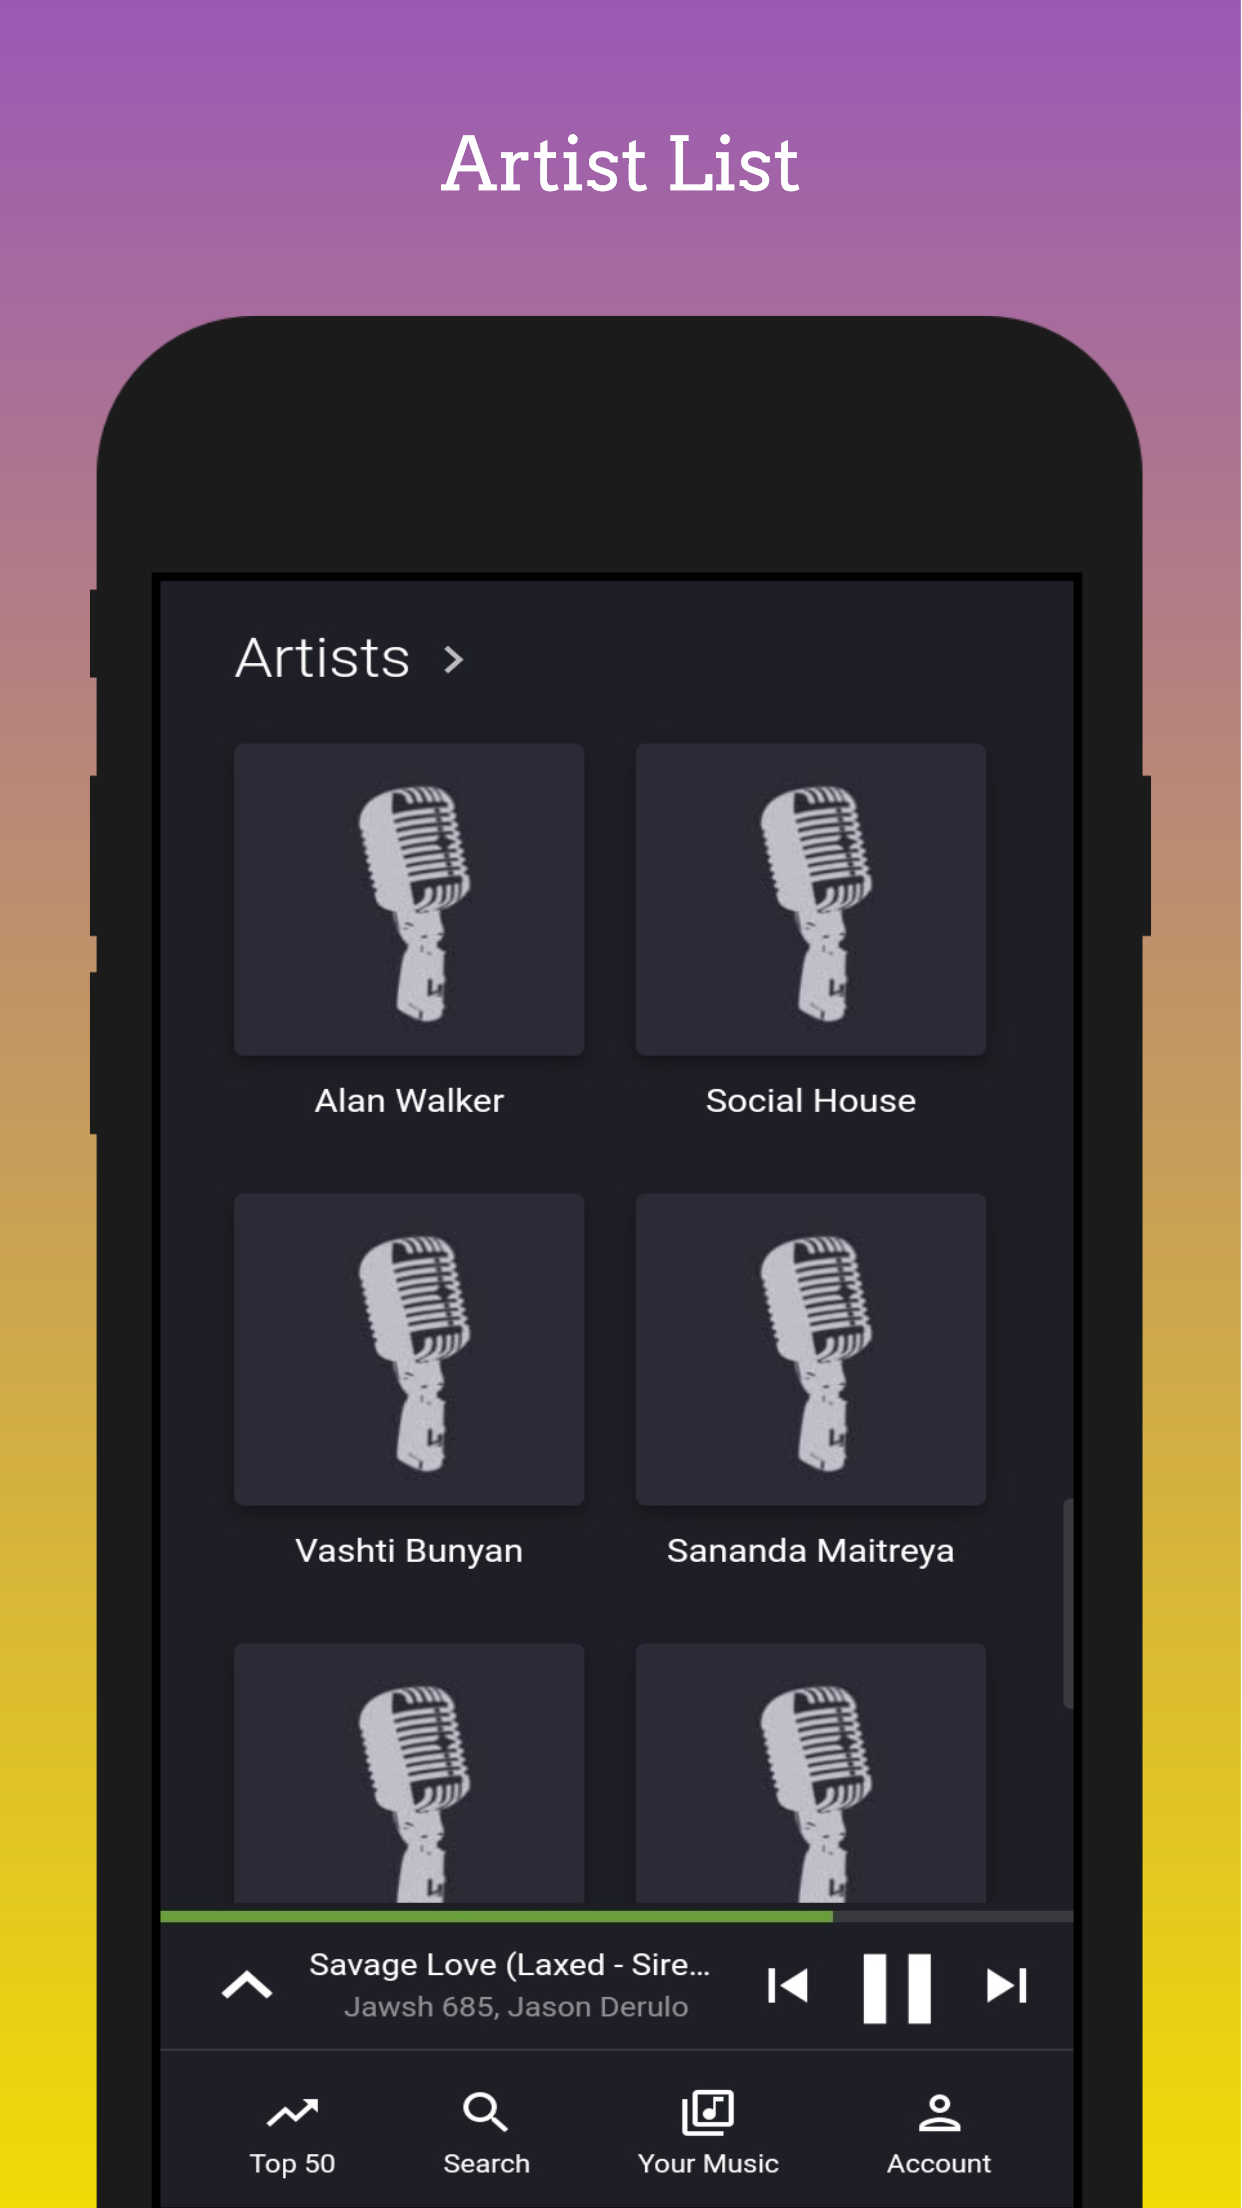 Artist List
Artists
Alan Walker
Social House
Vashti Bunyan
Sananda Maitreya
Savage Love (Laxed - Sire...
Jawsh 685, Jason Derulo
Top 50
Search
Your Music
Account